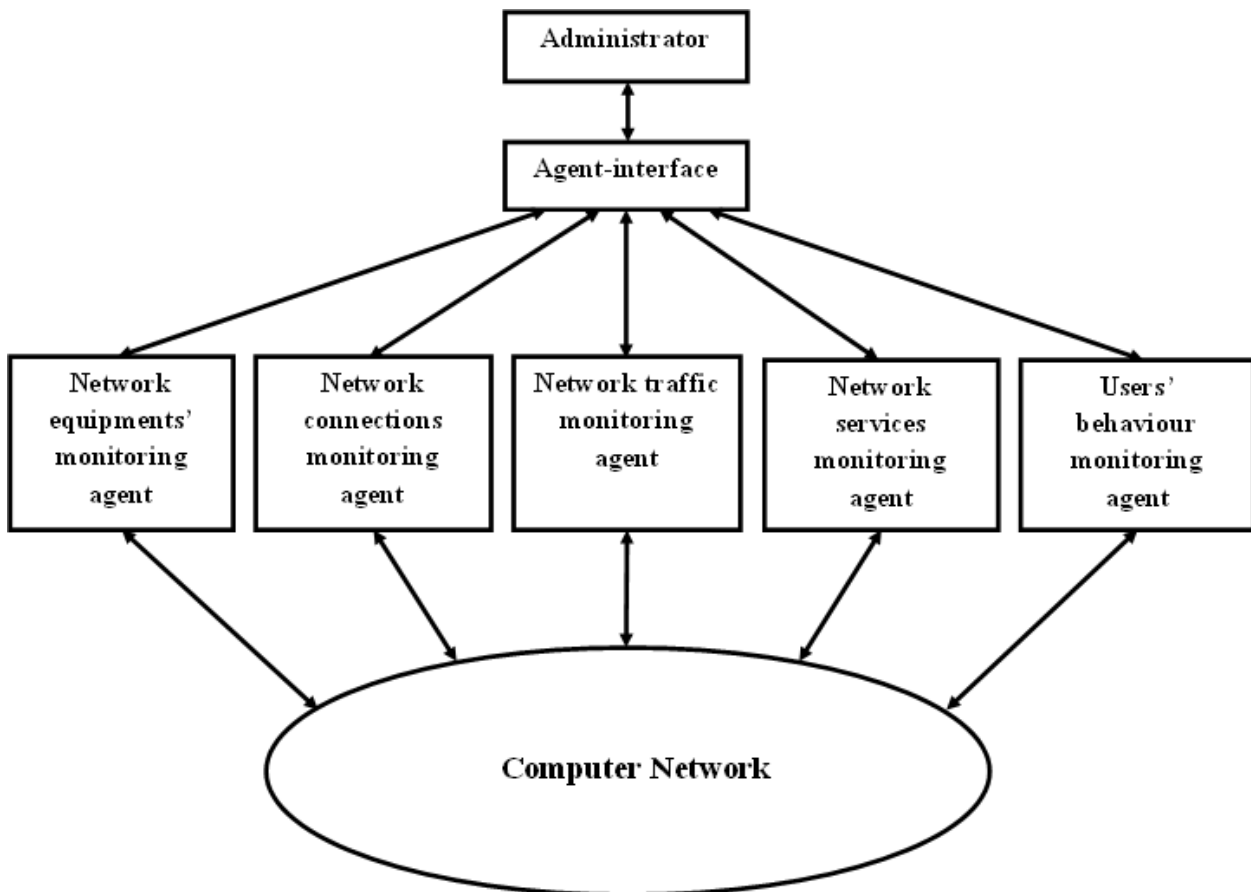 Administrator
Agent-interface
Network
equipments’
monitoring
agent
Network
connections
monitoring
agent
Network traffic
monitoring
agent
Network
services
monitoring
agent
Users’
behaviour
monitoring
agent
Computer Network